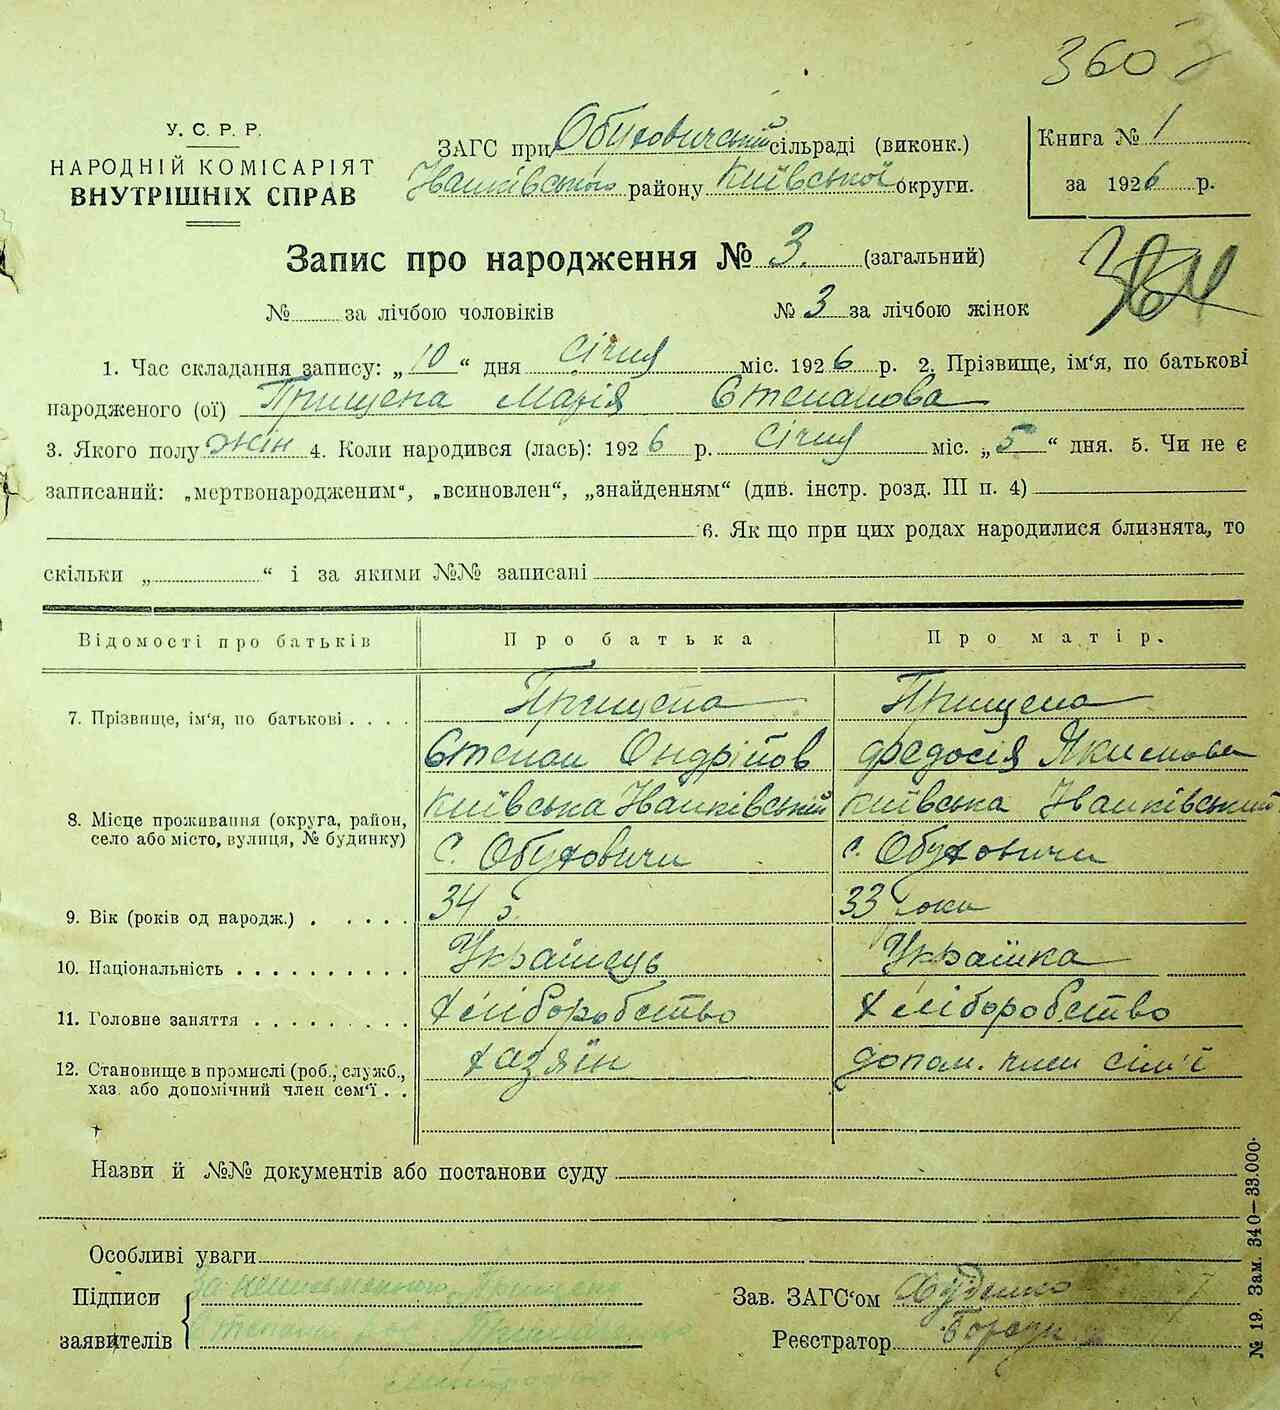 360
У. С. Р. Р.
НАРОДНІЙ КОМІСАРІЯТ
ВНУТРІШНІХ СПРАВ
ЗАГС при Обуховичській сільраді (виконк.)
Іванківського району Київської округи.
Книга № 1
за 1926 р.
Запис про народження № 3. (загальний)
364
№ за лічбою чоловіків № 3 за лічбою жінок
1. Час складання запису: „10“ дня січня міс. 1926 р. 2. Прізвище, ім‘я, по батькові
народженого (ої) Прищепа Марія Степанова
3. Якого полу жін 4. Коли народився (лась): 1926 р. січня міс. „5“ дня. 5. Чи не є
записаний: „мертвонародженим“, „всиновлен“, „знайденням“ (див. інстр. розд. III п. 4)
6. Як що при цих родах народилися близнята, то
скільки „ “ і за якими №№ записані
Відомості про батьків Про батька Про матір.
7. Прізвище, ім‘я, по батькові Прищепа Прищепа
Степан Ондріїов Федосія Якимова
8. Місце проживання (округа, район, Київська Іванківський Київська Іванківський
село або місто, вулиця, № будинку) с. Обуховичи с. Обуховичи
9. Вік (років од народж.) 34 р. 33 роки
10. Національність Українець Українка
11. Головне заняття Хліборобство Хліборобство
12. Становище в промислі (роб., служб., хазяїн допом. член сім'ї
хаз. або допомічний член сем‘ї
Назви й №№ документів або постанови суду
Особливі уваги
Підписи за неписьменного Прищепа
заявителів Степана
Зав. ЗАГС‘ом
Реєстратор
№ 19. Зам. 340—33.000.